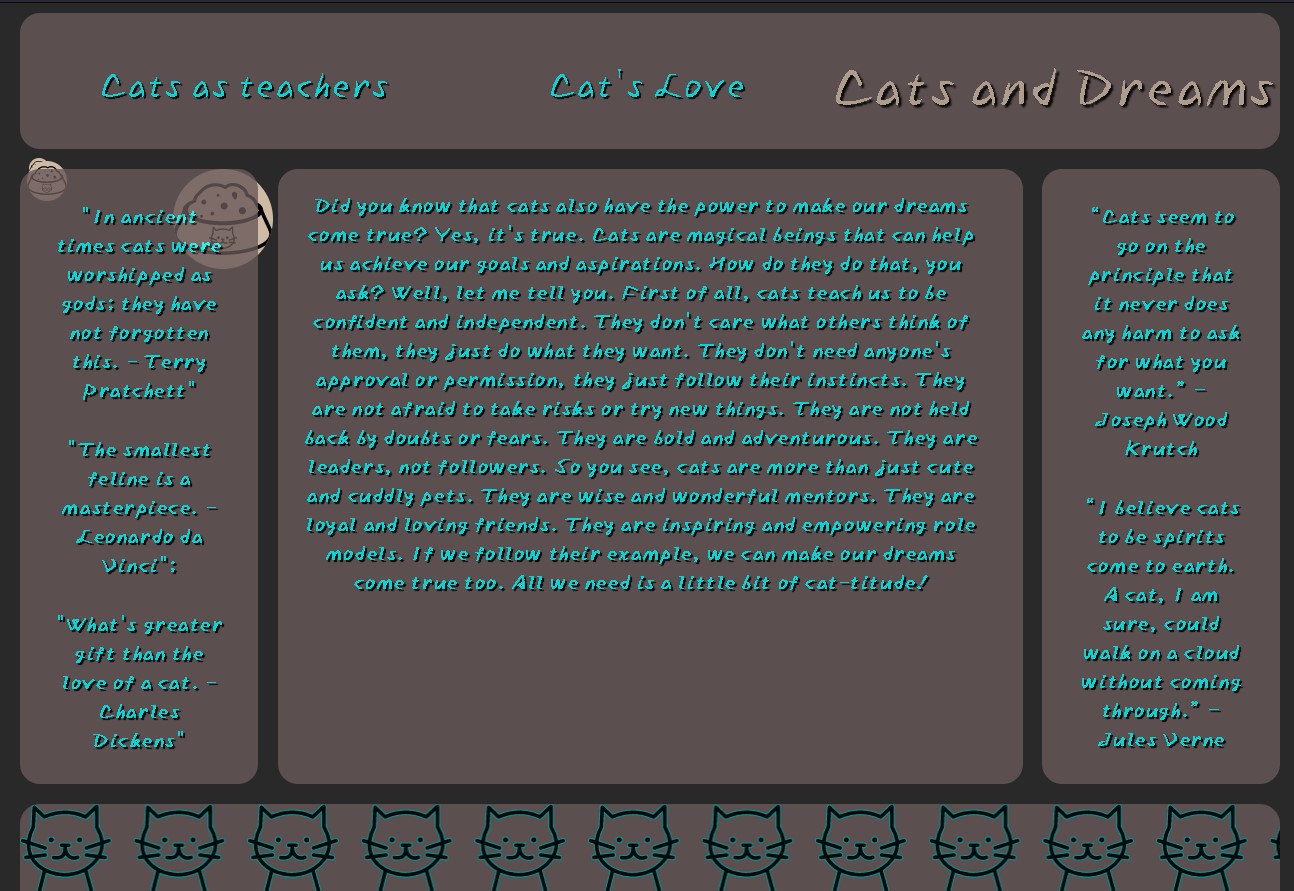 Cats as teachers
Cat's Love
Cats and Dreams
"In ancient
times cats were
worshipped as
gods; they have
not forgotten
this. - Terry
Pratchett"
"The smallest
feline is a
masterpiece. -
Leonardo da
Vinci";
"What's greater
gift than the
love of a cat. -
Charles
Dickens"
Did you know that cats also have the power to make our dreams
come true? Yes, it's true. Cats are magical beings that can help
us achieve our goals and aspirations. How do they do that, you
ask? Well, let me tell you. First of all, cats teach us to be
confident and independent. They don't care what others think of
them, they just do what they want. They don't need anyone's
approval or permission, they just follow their instincts. They
are not afraid to take risks or try new things. They are not held
back by doubts or fears. They are bold and adventurous. They are
leaders, not followers. So you see, cats are more than just cute
and cuddly pets. They are wise and wonderful mentors. They are
loyal and loving friends. They are inspiring and empowering role
models. If we follow their example, we can make our dreams
come true too. All we need is a little bit of cat-titude!
“Cats seem to
go on the
principle that
it never does
any harm to ask
for what you
want.” -
Joseph Wood
Krutch
“I believe cats
to be spirits
come to earth.
A cat, I am
sure, could
walk on a cloud
without coming
through.” -
Jules Verne